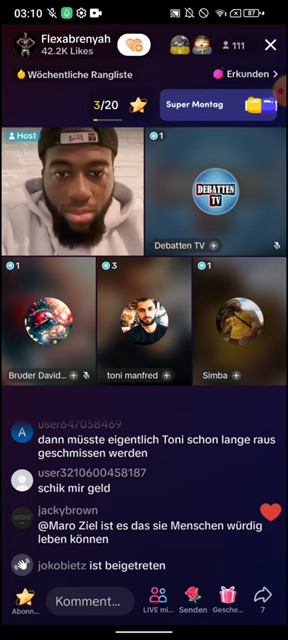 03:10
87
Flexabrenyah
42.2K Likes
111
Wöchentliche Rangliste
Erkunden >
3/20
Super Montag
Host
1
DEBATTEN
TV
Debatten TV +
1
3
1
Bruder David... +
toni manfred +
Simba +
user647058469
A
dann müsste eigentlich Toni schon lange raus
geschmissen werden
user3210600458187
schik mir geld
jackybrown
@Maro Ziel ist es das sie Menschen würdig
leben können
jokobietz ist beigetreten
Kommentar...
Abonn...
LIVE mi...
Senden
Gesche...
7